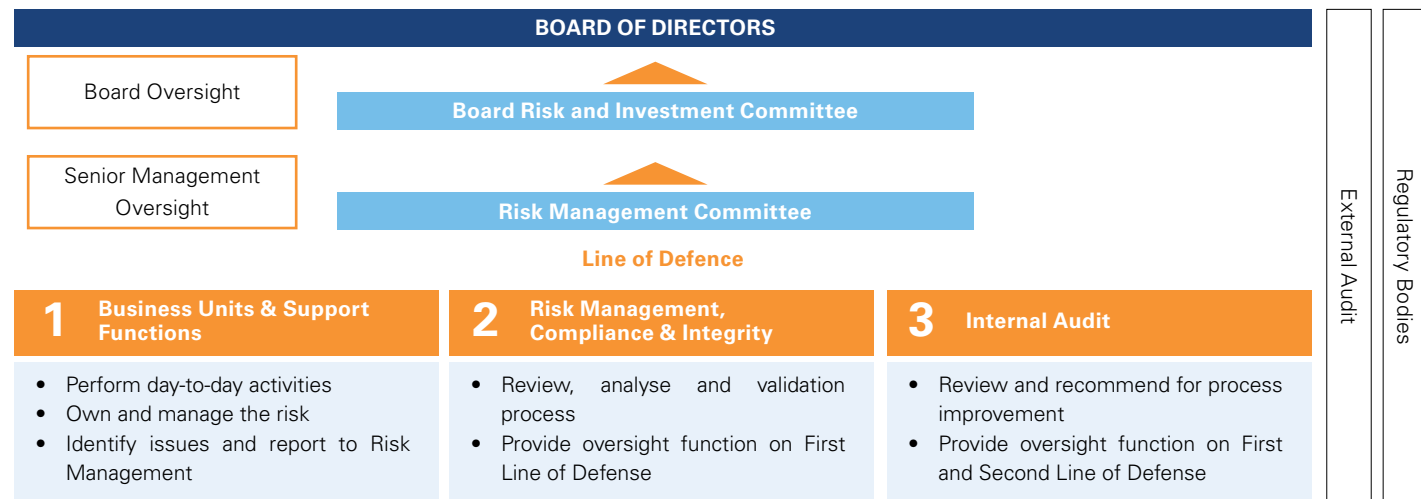 BOARD OF DIRECTORS
Board Oversight
Board Risk and Investment Committee
Senior Management
Oversight
Risk Management Committee
Line of Defence
1
Business Units & Support
Functions
• Perform day-to-day activities
• Own and manage the risk
• Identify issues and report to Risk
Management
2
Risk Management,
Compliance & Integrity
• Review, analyse and validation
process
• Provide oversight function on First
Line of Defense
3
Internal Audit
• Review and recommend for process
improvement
• Provide oversight function on First
and Second Line of Defense
External Audit
Regulatory Bodies